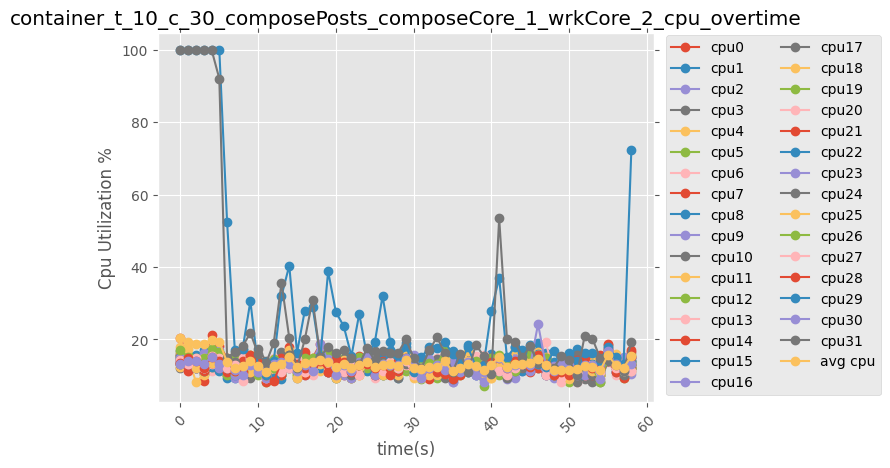 container_t_10_c_30_composePosts_composeCore_1_wrkCore_2_cpu_overtime
Cpu Utilization %
100
80
60
40
20
0
10
20
30
40
50
60
time(s)
cpu0
cpu1
cpu2
cpu3
cpu4
cpu5
cpu6
cpu7
cpu8
cpu9
cpu10
cpu11
cpu12
cpu13
cpu14
cpu15
cpu16
cpu17
cpu18
cpu19
cpu20
cpu21
cpu22
cpu23
cpu24
cpu25
cpu26
cpu27
cpu28
cpu29
cpu30
cpu31
avg cpu